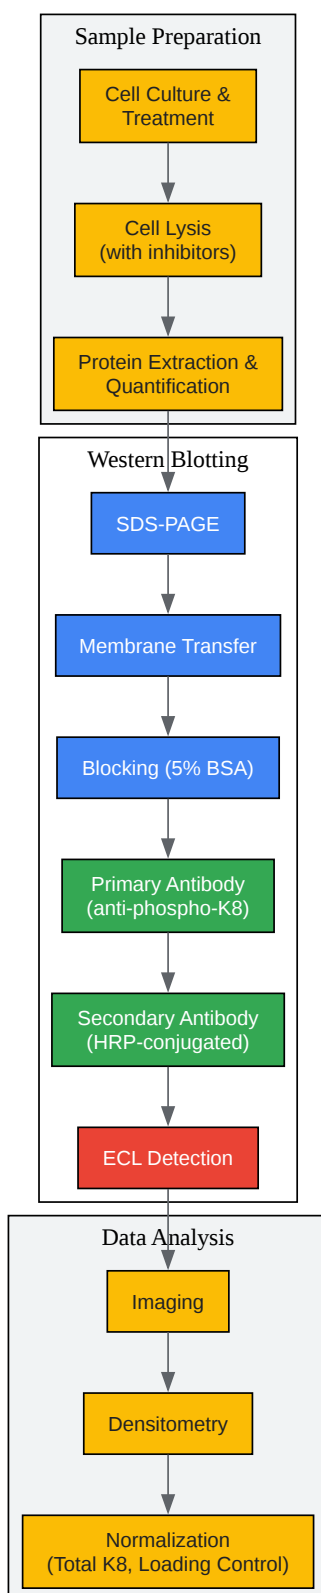 Sample Preparation
Cell Culture &
Treatment
Cell Lysis
(with inhibitors)
Protein Extraction &
Quantification
Western Blotting
SDS-PAGE
Membrane Transfer
Blocking (5% BSA)
Primary Antibody
(anti-phospho-K8)
Secondary Antibody
(HRP-conjugated)
ECL Detection
Data Analysis
Imaging
Densitometry
Normalization
(Total K8, Loading Control)